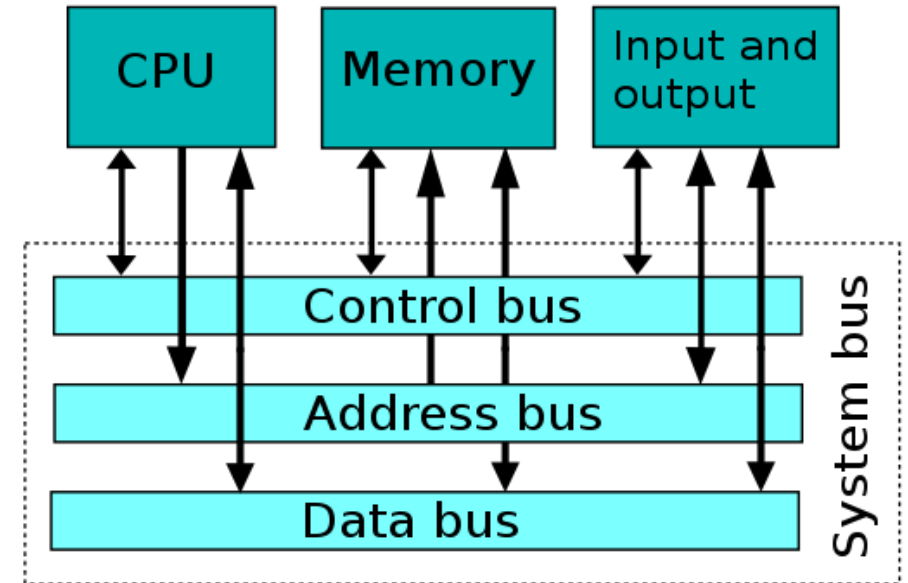 CPU
Memory
Input and
output
Control bus
Address bus
Data bus
System bus